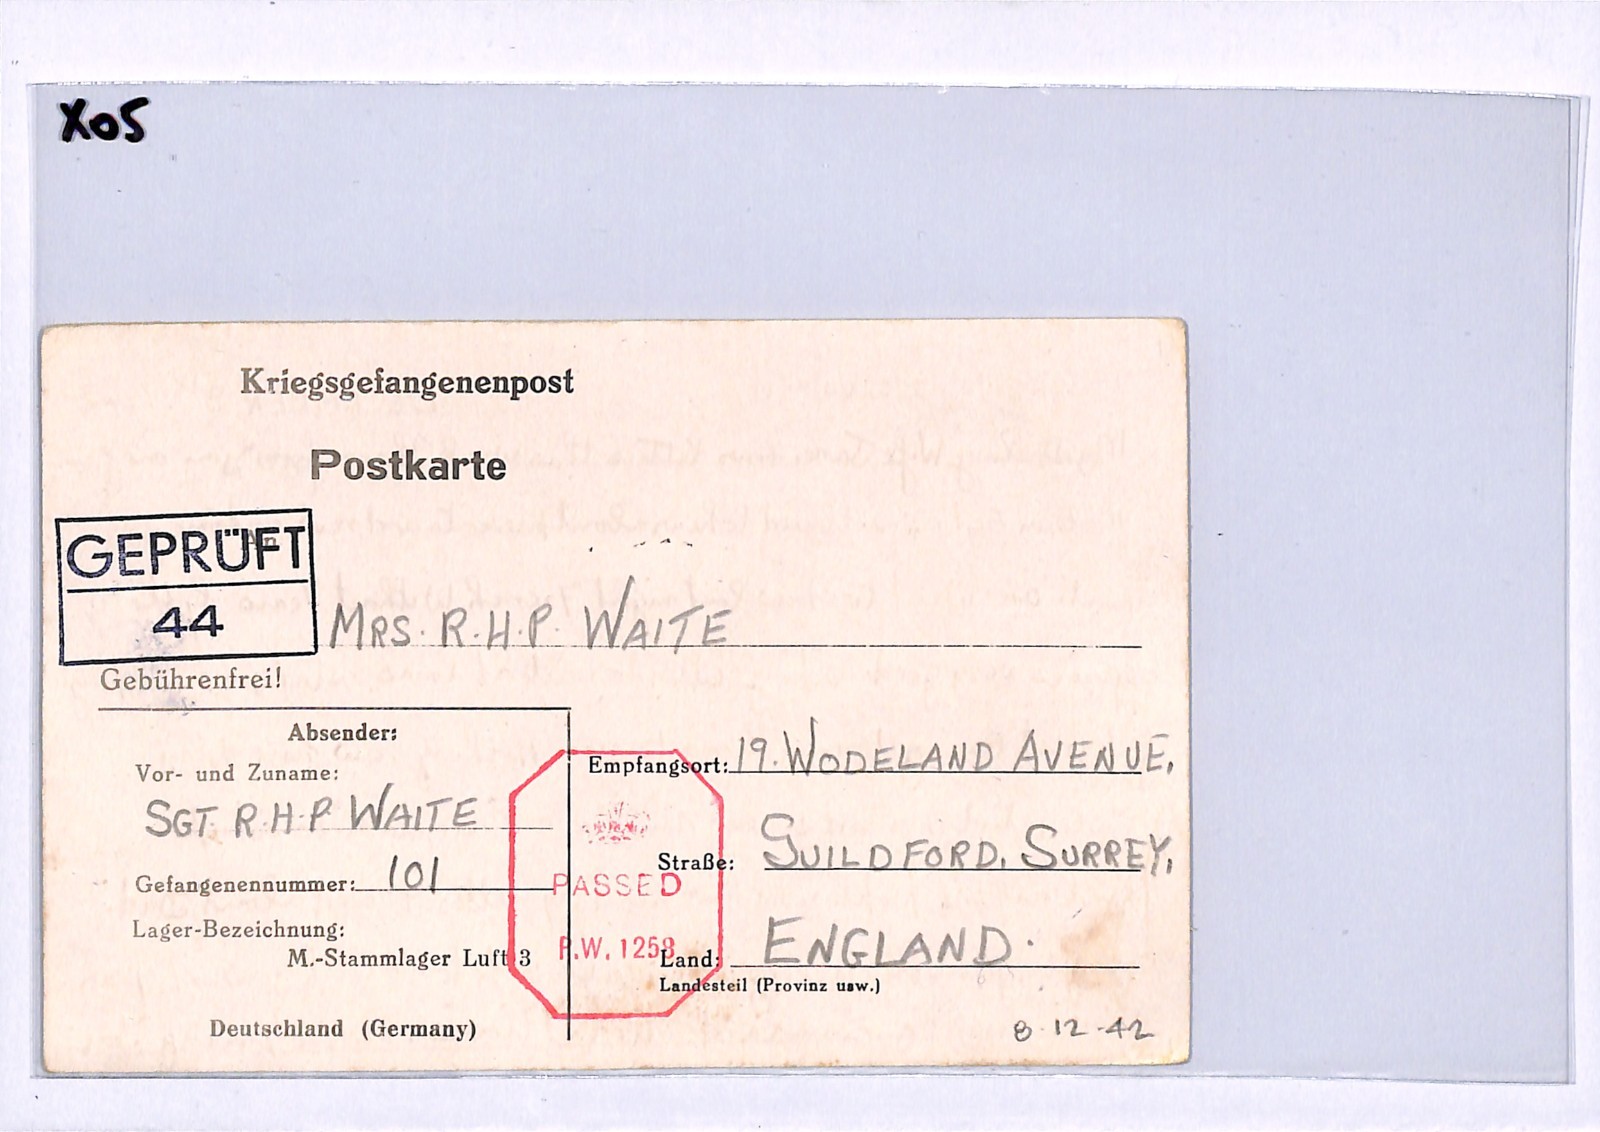 XOS
Kriegsgefangenenpost
Postkarte
An
GEPRÜFT
44
MRS. R.H.P. WAITE
Gebührenfrei!
Absender:
Vor- und Zuname:
SGT R.H.P WAITE
Gefangenennummer: 101
Lager-Bezeichnung:
M.-Stammlager Luft 3
Deutschland (Germany)
PASSED
P.W. 1258
Empfangsort: 19. WODELAND AVENUE,
Straße: GUILDFORD, SURREY,
Land: ENGLAND.
Landesteil (Provinz usw.)
8-12-42